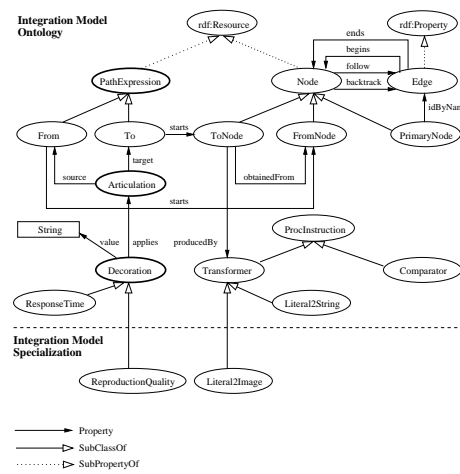 Integration Model
Ontology
rdf:Resource
rdf:Property
ends
begins
follow
backtrack
PathExpression
Node
Edge
idByNam
From
To
starts
ToNode
FromNode
PrimaryNode
source
target
obtainedFrom
Articulation
starts
String
value
applies
producedBy
ProcInstruction
Decoration
Transformer
Comparator
ResponseTime
Literal2String
Integration Model
Specialization
ReproductionQuality
Literal2Image
Property
SubClassOf
SubPropertyOf